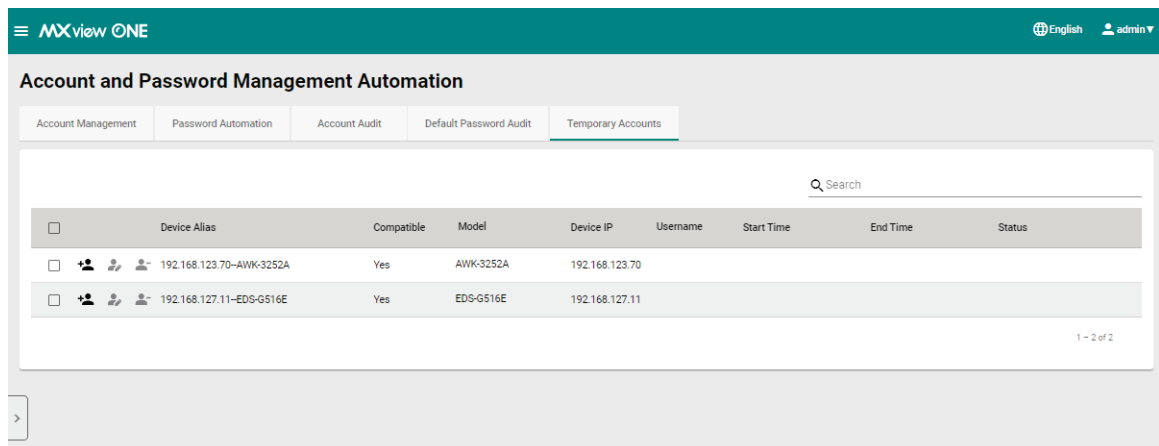 MXview ONE English admin
Account and Password Management Automation
Account Management Password Automation Account Audit Default Password Audit Temporary Accounts
Search
Device Alias Compatible Model Device IP Username Start Time End Time Status
192.168.123.70--AWK-3252A Yes AWK-3252A 192.168.123.70
192.168.127.11--EDS-G516E Yes EDS-G516E 192.168.127.11
1 – 2 of 2